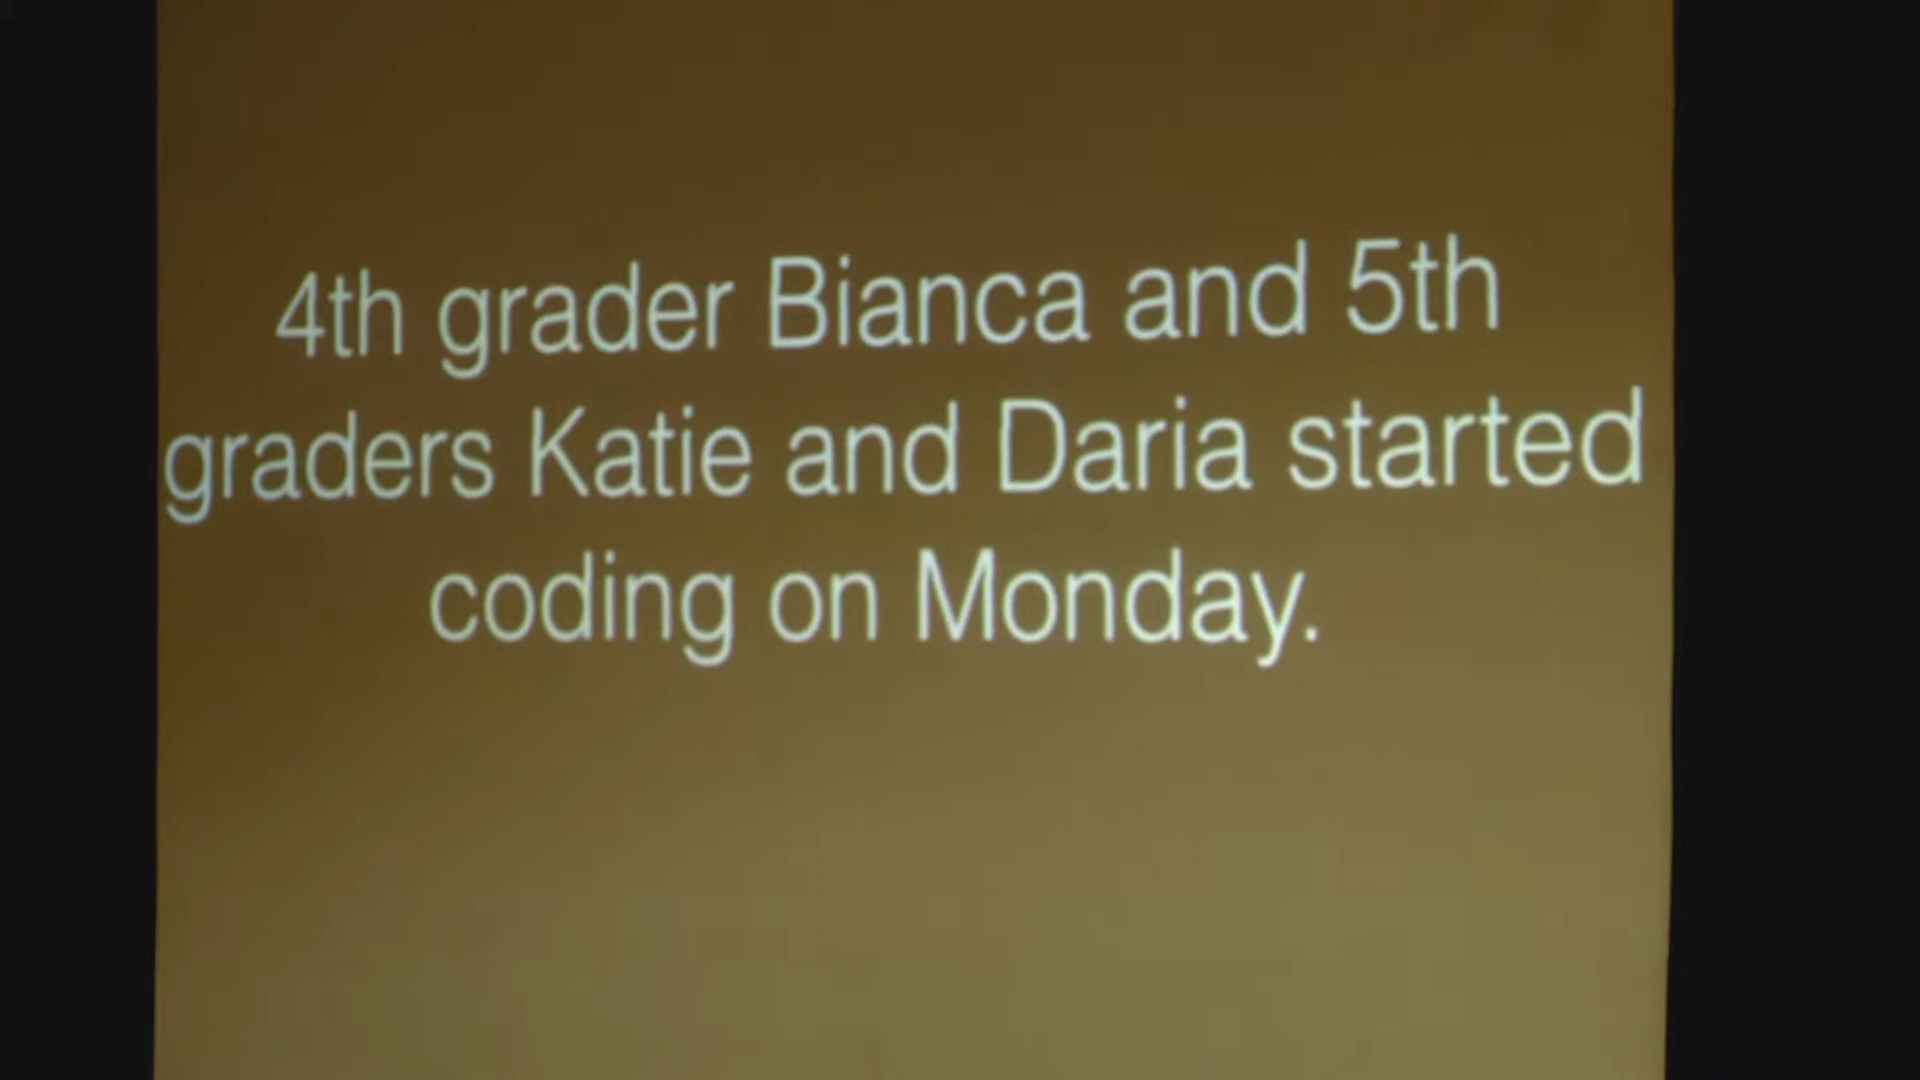 4th grader Bianca and 5th
graders Katie and Daria started
coding on Monday.